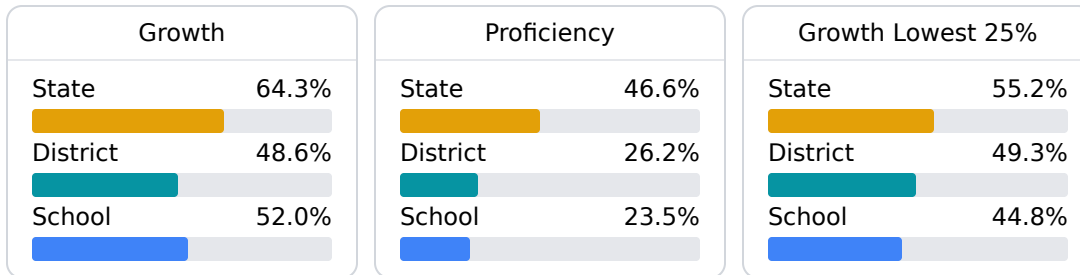 Growth
State 64.3%
District 48.6%
School 52.0%
Proficiency
State 46.6%
District 26.2%
School 23.5%
Growth Lowest 25%
State 55.2%
District 49.3%
School 44.8%